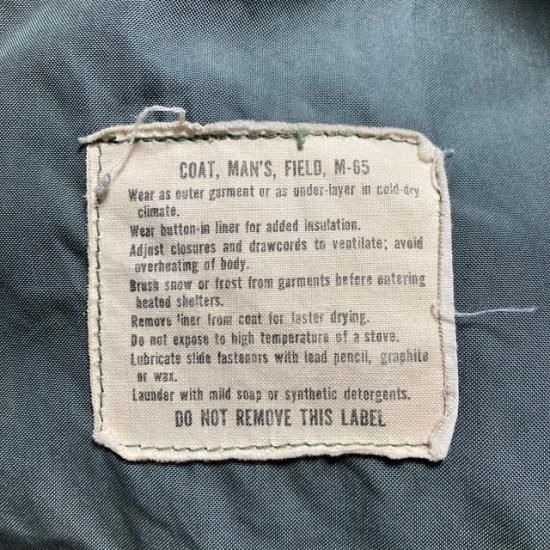 COAT, MAN'S, FIELD, M-65
Wear as outer garment or as under-layer in cold-dry
climate.
Wear button-in liner for added insulation.
Adjust closures and drawcords to ventilate; avoid
overheating of body.
Brush snow or frost from garments before entering
heated shelters.
Remove liner from coat for faster drying.
Do not expose to high temperature of a stove.
Lubricate slide fasteners with lead pencil, graphite
or wax.
Launder with mild soap or synthetic detergents.
DO NOT REMOVE THIS LABEL